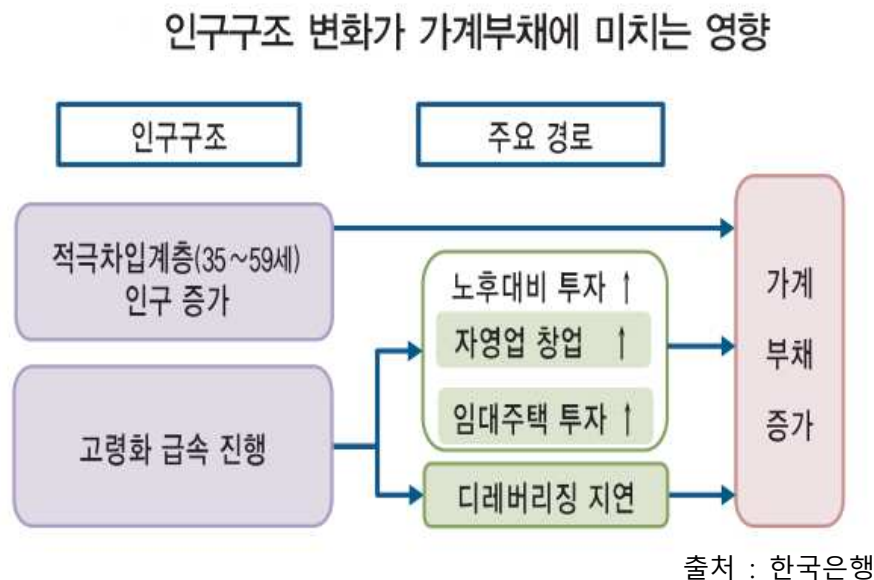 인구구조 변화가 가계부채에 미치는 영향
인구구조
주요 경로
적극차입계층(35~59세)
인구 증가
노후대비 투자 ↑
자영업 창업 ↑
임대주택 투자 ↑
고령화 급속 진행
디레버리징 지연
가계
부채
증가
출처 : 한국은행